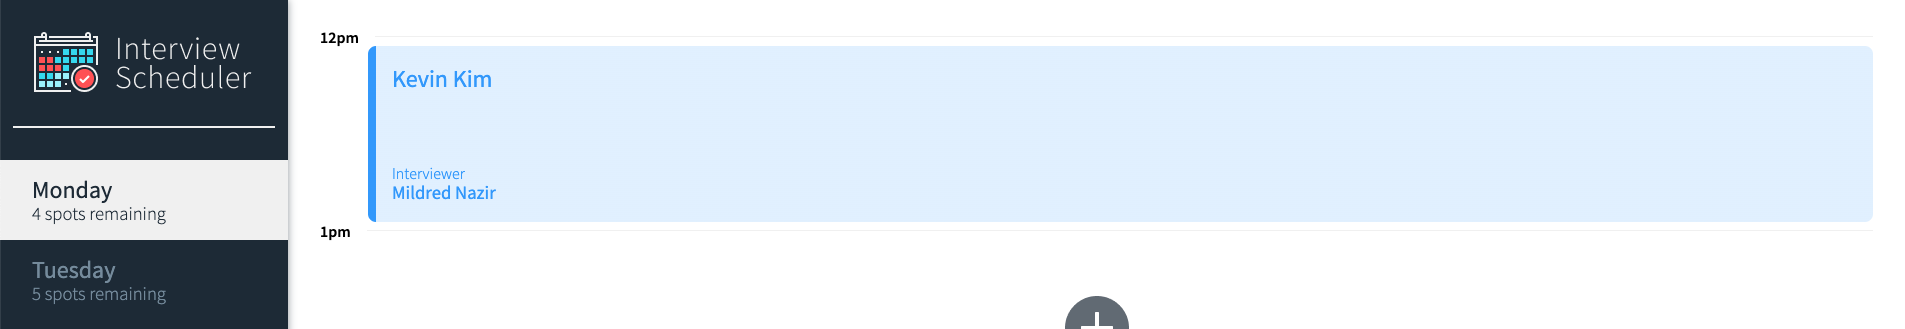 Interview
Scheduler
Monday
4 spots remaining
Tuesday
5 spots remaining
12pm
Kevin Kim
Interviewer
Mildred Nazir
1pm